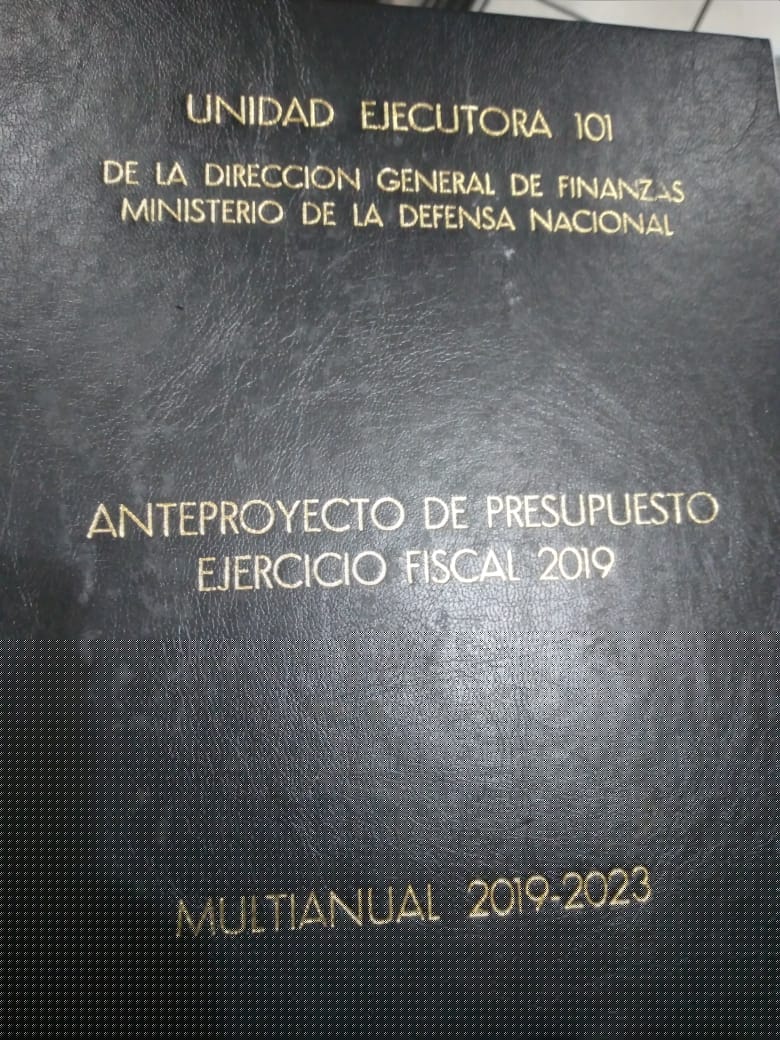 UNIDAD EJECUTORA 101
DE LA DIRECCION GENERAL DE FINANZAS
MINISTERIO DE LA DEFENSA NACIONAL
ANTEPROYECTO DE PRESUPUESTO
EJERCICIO FISCAL 2019
MULTIANUAL 2019-2023